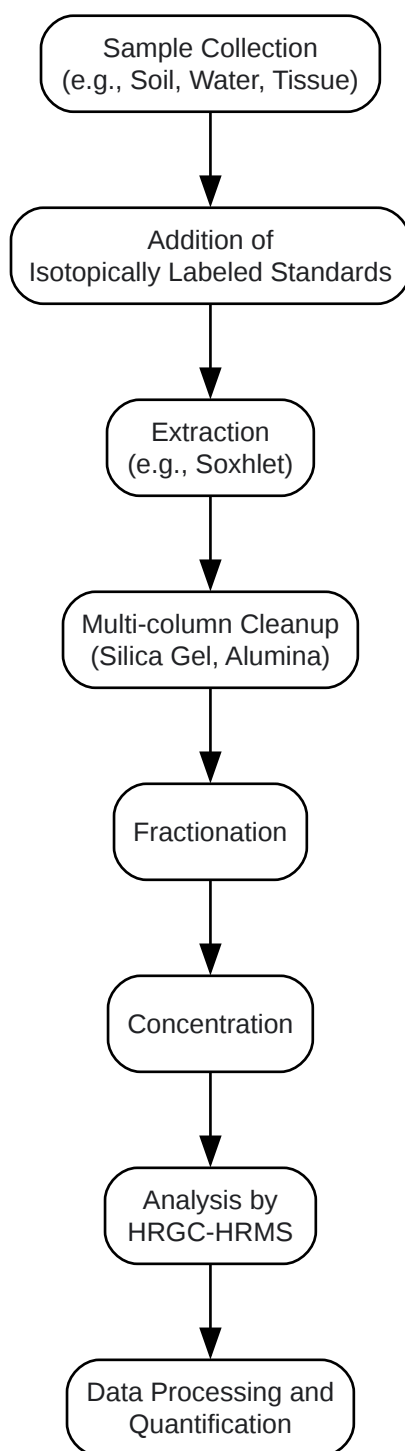 Sample Collection
(e.g., Soil, Water, Tissue)
Addition of
Isotopically Labeled Standards
Extraction
(e.g., Soxhlet)
Multi-column Cleanup
(Silica Gel, Alumina)
Fractionation
Concentration
Analysis by
HRGC-HRMS
Data Processing and
Quantification